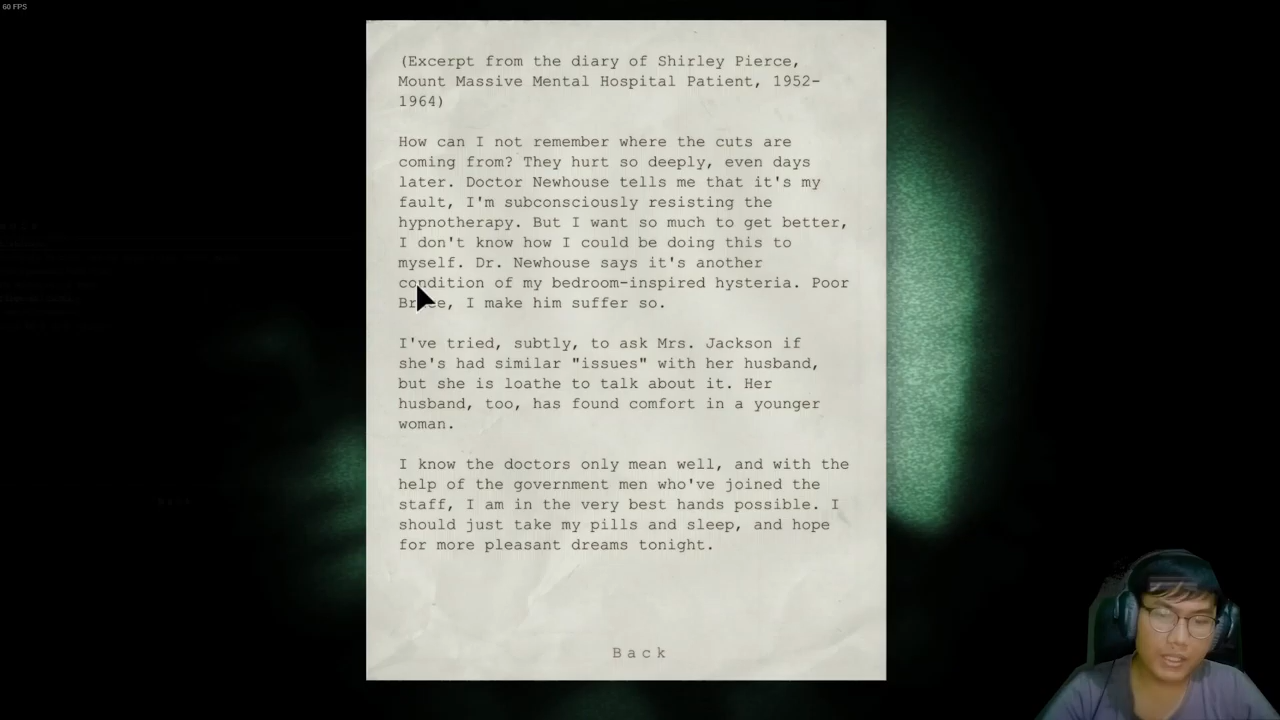 60 FPS
(Excerpt from the diary of Shirley Pierce,
Mount Massive Mental Hospital Patient, 1952-
1964)
How can I not remember where the cuts are
coming from? They hurt so deeply, even days
later. Doctor Newhouse tells me that it's my
fault, I'm subconsciously resisting the
hypnotherapy. But I want so much to get better,
I don't know how I could be doing this to
myself. Dr. Newhouse says it's another
condition of my bedroom-inspired hysteria. Poor
I make him suffer so.
I've tried, subtly, to ask Mrs. Jackson if
she's had similar "issues" with her husband,
but she is loathe to talk about it. Her
husband, too, has found comfort in a younger
woman.
I know the doctors only mean well, and with the
help of the government men who've joined the
staff, I am in the very best hands possible. I
should just take my pills and sleep, and hope
for more pleasant dreams tonight.
Back